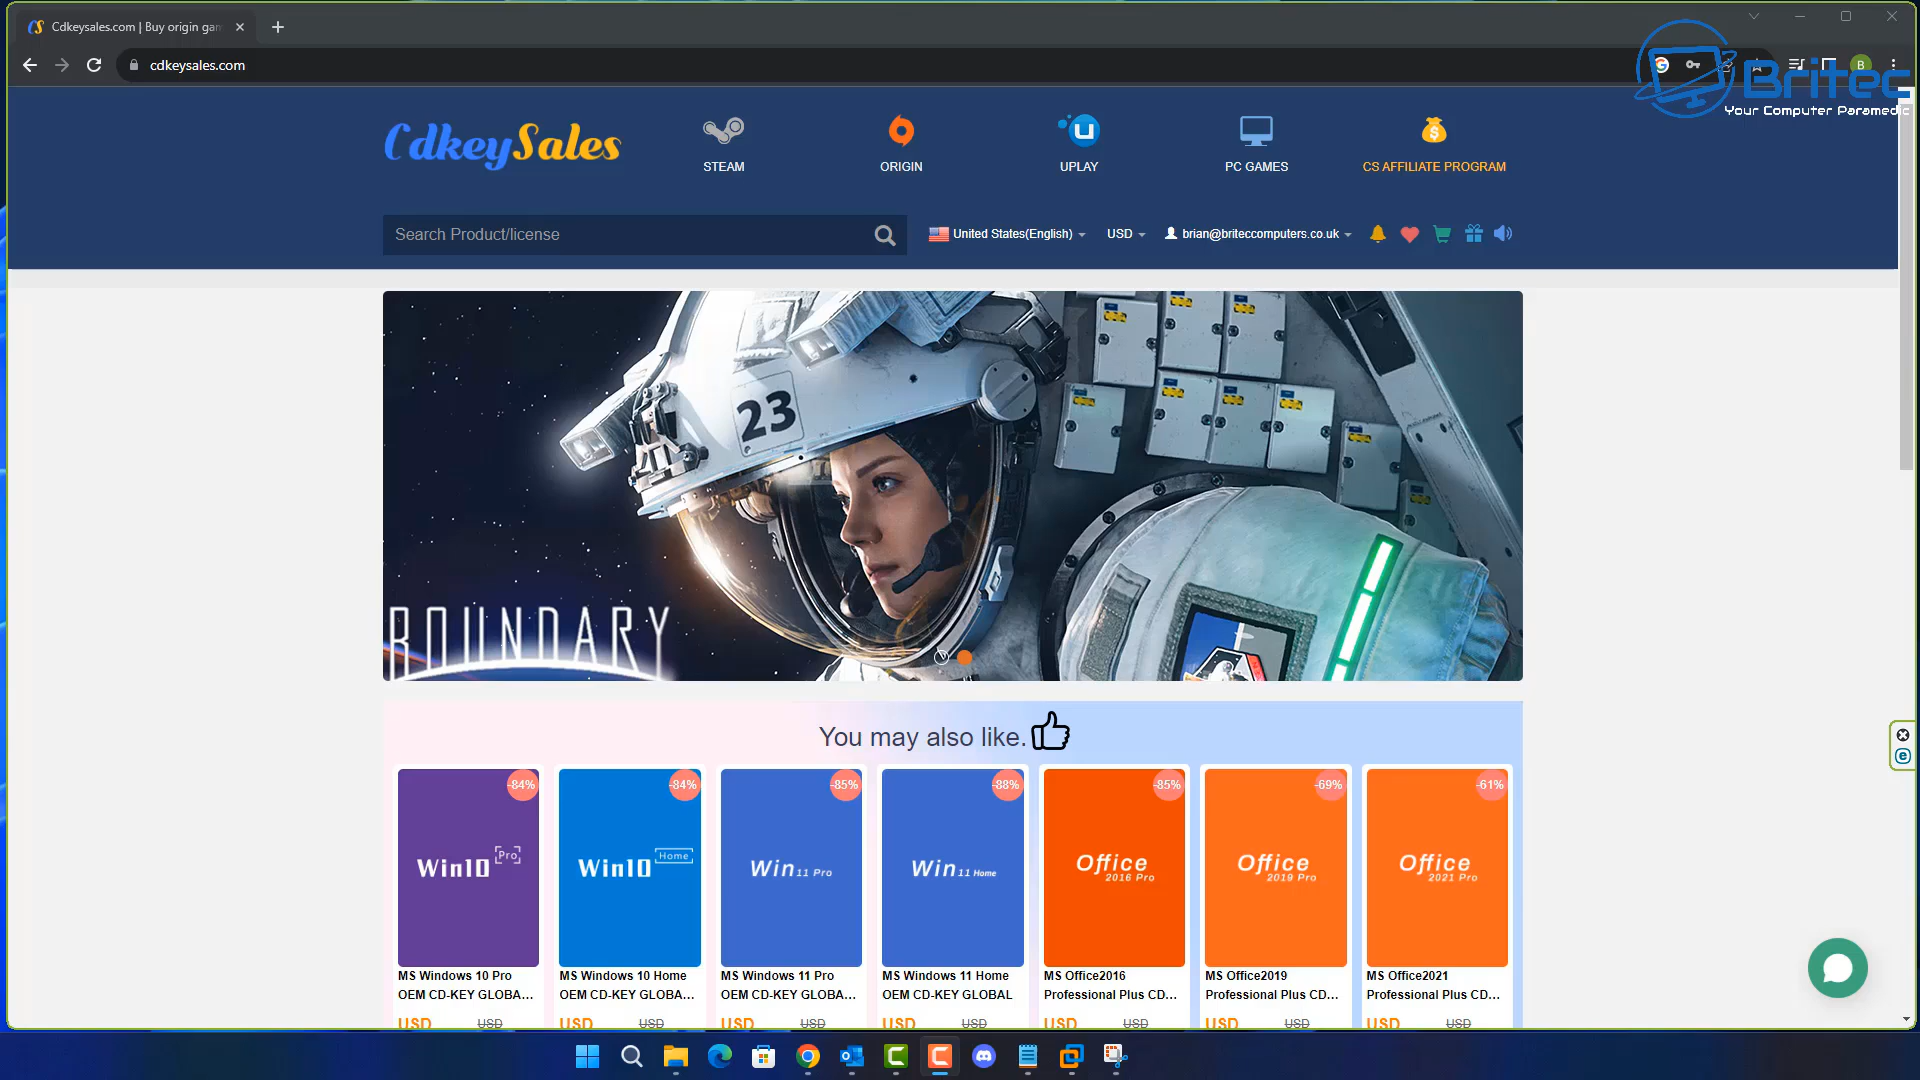 Cdkeysales.com | Buy origin gam
cdkeysales.com
B
Britec
Your Computer Paramedic
CdkeySales
STEAM
ORIGIN
UPLAY
PC GAMES
CS AFFILIATE PROGRAM
Search Product/license
United States(English)
USD
brian@briteccomputers.co.uk
23
BOUNDARY
You may also like.
-84%
-84%
-85%
-88%
-85%
-69%
-61%
Win10 Pro
Win10 Home
Win 11 Pro
Win 11 Home
Office 2016 Pro
Office 2019 Pro
Office 2021 Pro
MS Windows 10 Pro
OEM CD-KEY GLOBA...
MS Windows 10 Home
OEM CD-KEY GLOBA...
MS Windows 11 Pro
OEM CD-KEY GLOBA...
MS Windows 11 Home
OEM CD-KEY GLOBAL
MS Office2016
Professional Plus CD...
MS Office2019
Professional Plus CD...
MS Office2021
Professional Plus CD...
USD USD
USD USD
USD USD
USD USD
USD USD
USD USD
USD USD